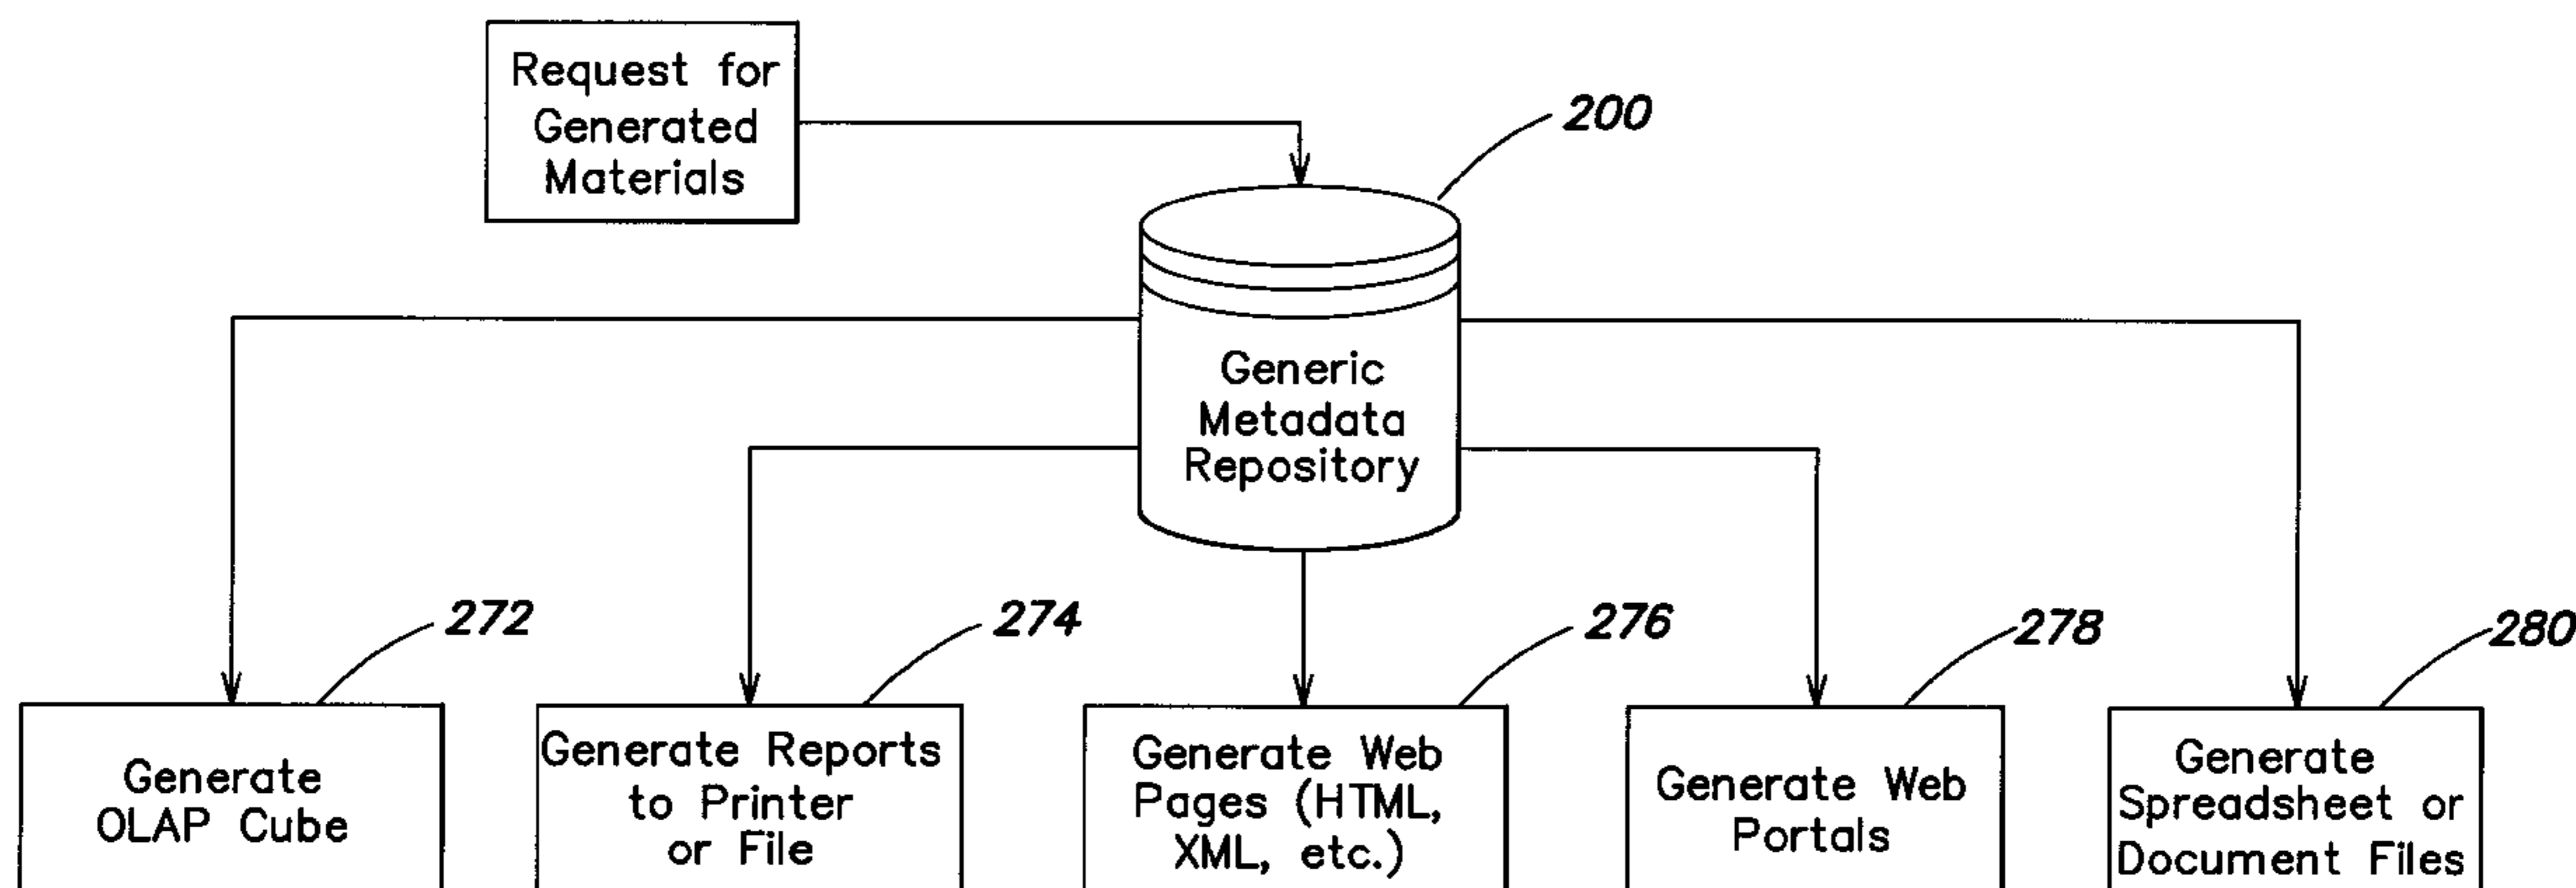 Request for
Generated
Materials
200
Generic
Metadata
Repository
272
274
276
278
280
Generate
OLAP Cube
Generate Reports
to Printer
or File
Generate Web
Pages (HTML,
XML, etc.)
Generate Web
Portals
Generate
Spreadsheet or
Document Files